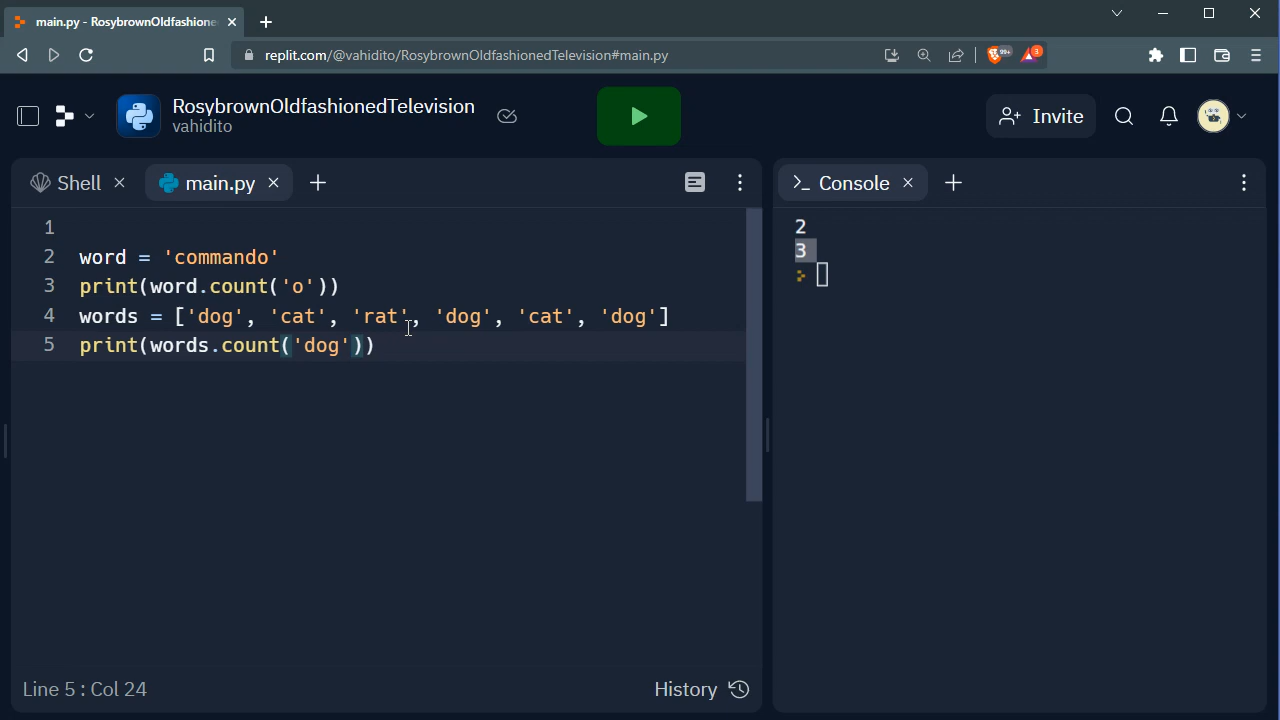 main.py - RosybrownOldfashione
replit.com/@vahidito/RosybrownOldfashionedTelevision#main.py
99+
3
RosybrownOldfashionedTelevision
vahidito
Invite
Shell
main.py
1
2 word = 'commando'
3 print(word.count('o'))
4 words = ['dog', 'cat', 'rat', 'dog', 'cat', 'dog']
5 print(words.count('dog'))
Line 5 : Col 24
History
Console
2
3